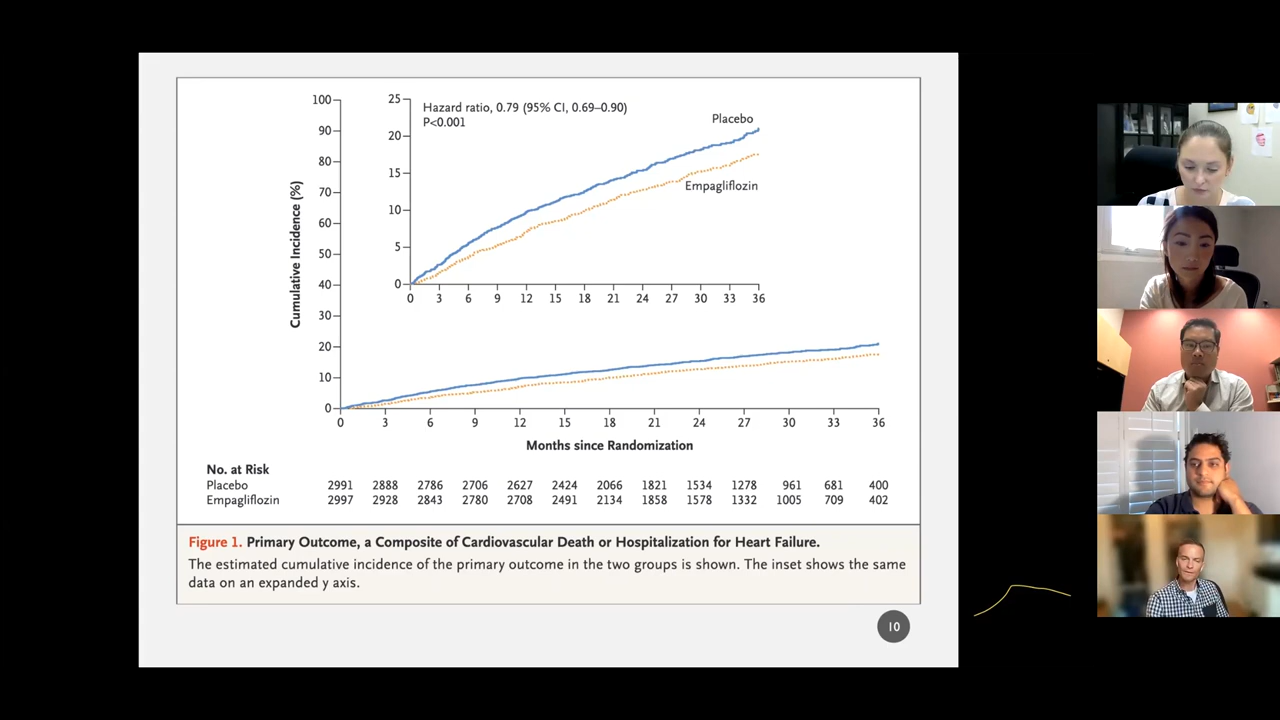 100
90
80
70
60
50
40
30
20
10
0
Cumulative Incidence (%)
25
20
15
10
5
0
Hazard ratio, 0.79 (95% CI, 0.69–0.90)
P<0.001
Placebo
Empagliflozin
0 3 6 9 12 15 18 21 24 27 30 33 36
0 3 6 9 12 15 18 21 24 27 30 33 36
Months since Randomization
No. at Risk
Placebo 2991 2888 2786 2706 2627 2424 2066 1821 1534 1278 961 681 400
Empagliflozin 2997 2928 2843 2780 2708 2491 2134 1858 1578 1332 1005 709 402
Figure 1. Primary Outcome, a Composite of Cardiovascular Death or Hospitalization for Heart Failure.
The estimated cumulative incidence of the primary outcome in the two groups is shown. The inset shows the same
data on an expanded y axis.
10